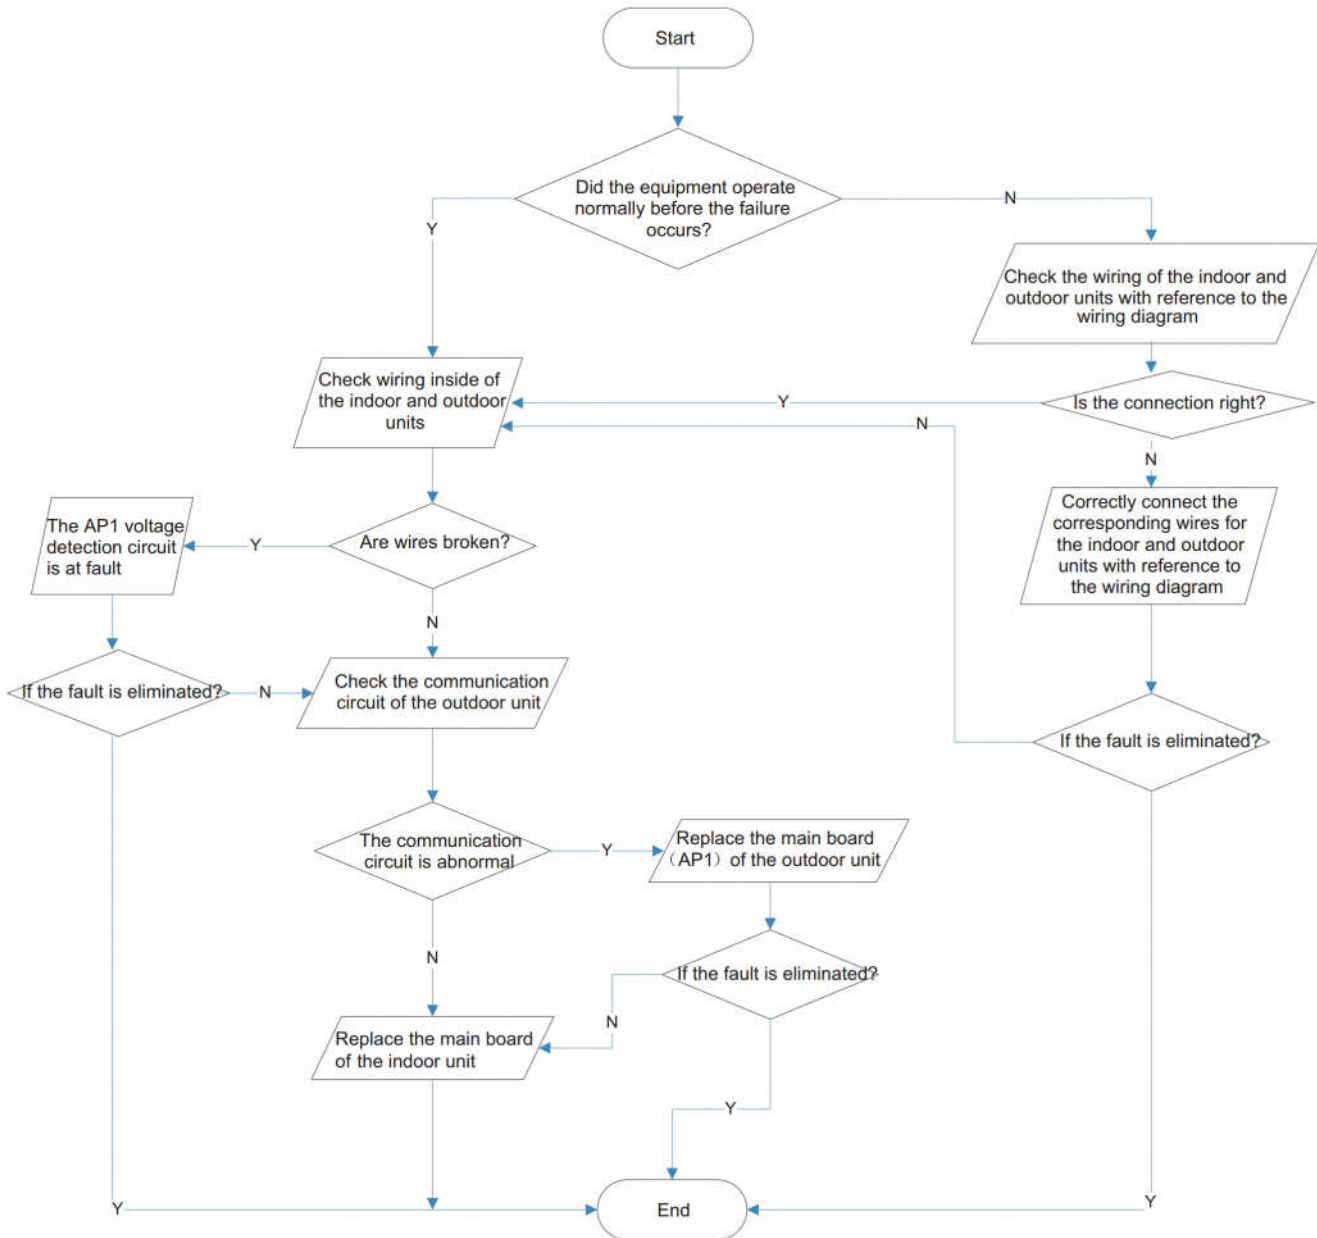 Start
Did the equipment operate
normally before the failure
occurs?
Y
N
Check the wiring of the indoor and
outdoor units with reference to the
wiring diagram
Check wiring inside of
the indoor and outdoor
units
Y
Is the connection right?
N
N
Correctly connect the
corresponding wires for
the indoor and outdoor
units with reference to
the wiring diagram
The AP1 voltage
detection circuit
is at fault
Y
Are wires broken?
N
If the fault is eliminated?
N
Check the communication
circuit of the outdoor unit
If the fault is eliminated?
The communication
circuit is abnormal
Y
Replace the main board
（AP1）of the outdoor unit
N
If the fault is eliminated?
N
Replace the main board
of the indoor unit
Y
Y
End
Y